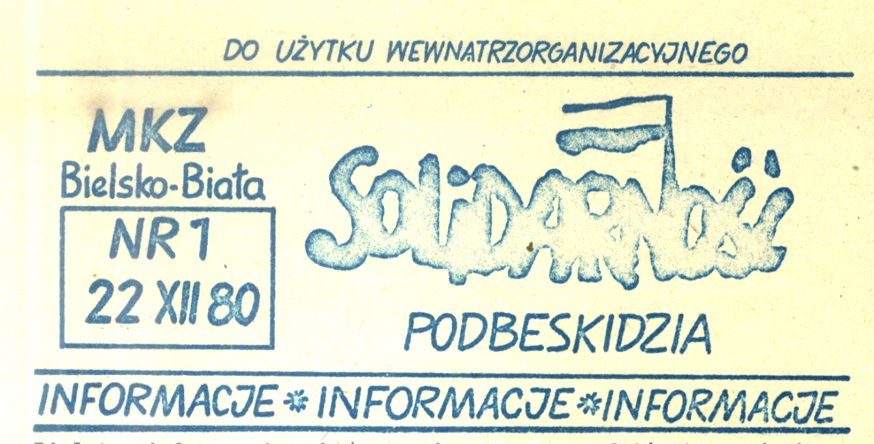 DO UŻYTKU WEWNATRZORGANIZACYJNEGO
MKZ
Bielsko-Biała
NR 1
22 XII 80
SOLIDARNOŚĆ
PODBESKIDZIA
INFORMACJE * INFORMACJE * INFORMACJE